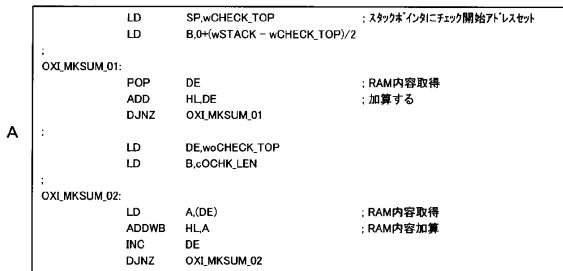 LD SP,wCHECK_TOP ; スタックポインタにチェック開始アドレスセット
LD B,0+(wSTACK - wCHECK_TOP)/2
;
OXI_MKSUM_01:
POP DE ; RAM内容取得
ADD HL,DE ; 加算する
DJNZ OXI_MKSUM_01
A
;
LD DE,woCHECK_TOP
LD B,cOCHK_LEN
;
OXI_MKSUM_02:
LD A,(DE) ; RAM内容取得
ADDWB HL,A ; RAM内容加算
INC DE
DJNZ OXI_MKSUM_02